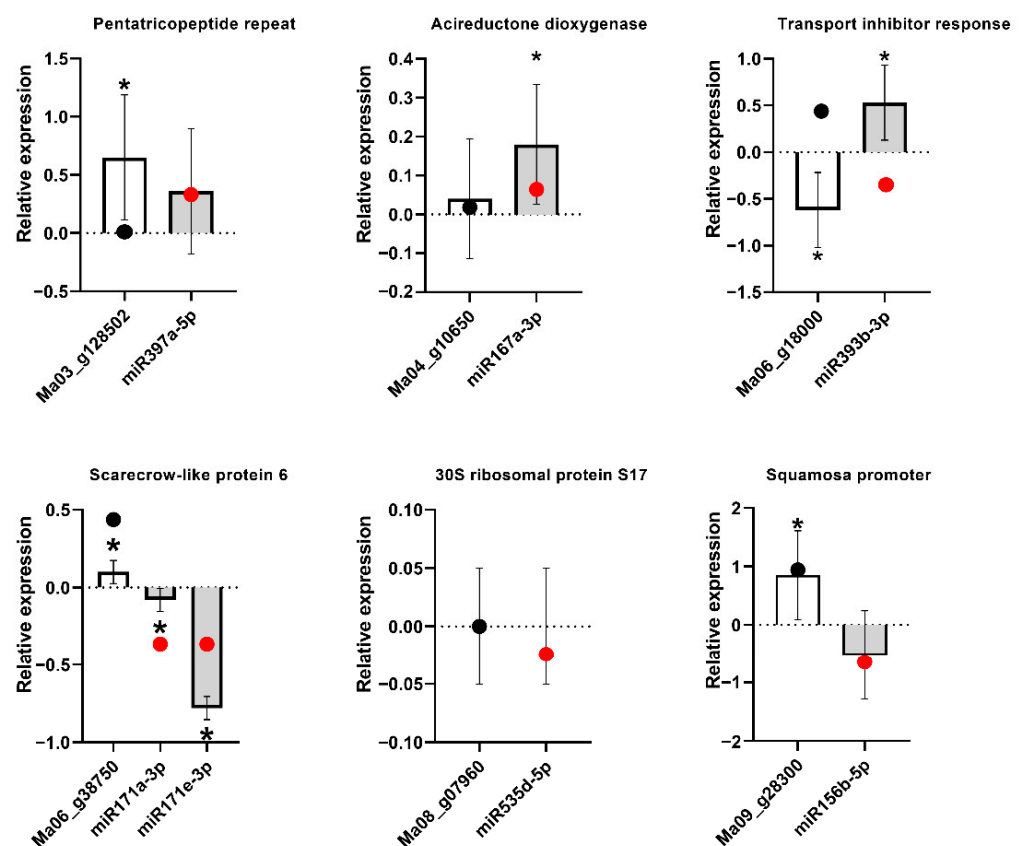 Pentatricopeptide repeat
Acireductone dioxygenase
Transport inhibitor response
Relative expression
1.5
1.0
0.5
0.0
−0.5
Ma03_g128502
miR397a-5p
*
Relative expression
0.4
0.3
0.2
0.1
0.0
−0.1
−0.2
Ma04_g10650
miR167a-3p
*
Relative expression
1.0
0.5
0.0
−0.5
−1.0
−1.5
Ma06_g18000
miR393b-3p
*
*
Scarecrow-like protein 6
30S ribosomal protein S17
Squamosa promoter
Relative expression
0.5
0.0
−0.5
−1.0
Ma06_g38750
miR171a-3p
miR171e-3p
*
*
*
Relative expression
0.10
0.05
0.00
−0.05
−0.10
Ma08_g07960
miR535d-5p
Relative expression
2
1
0
−1
−2
Ma09_g28300
miR156b-5p
*